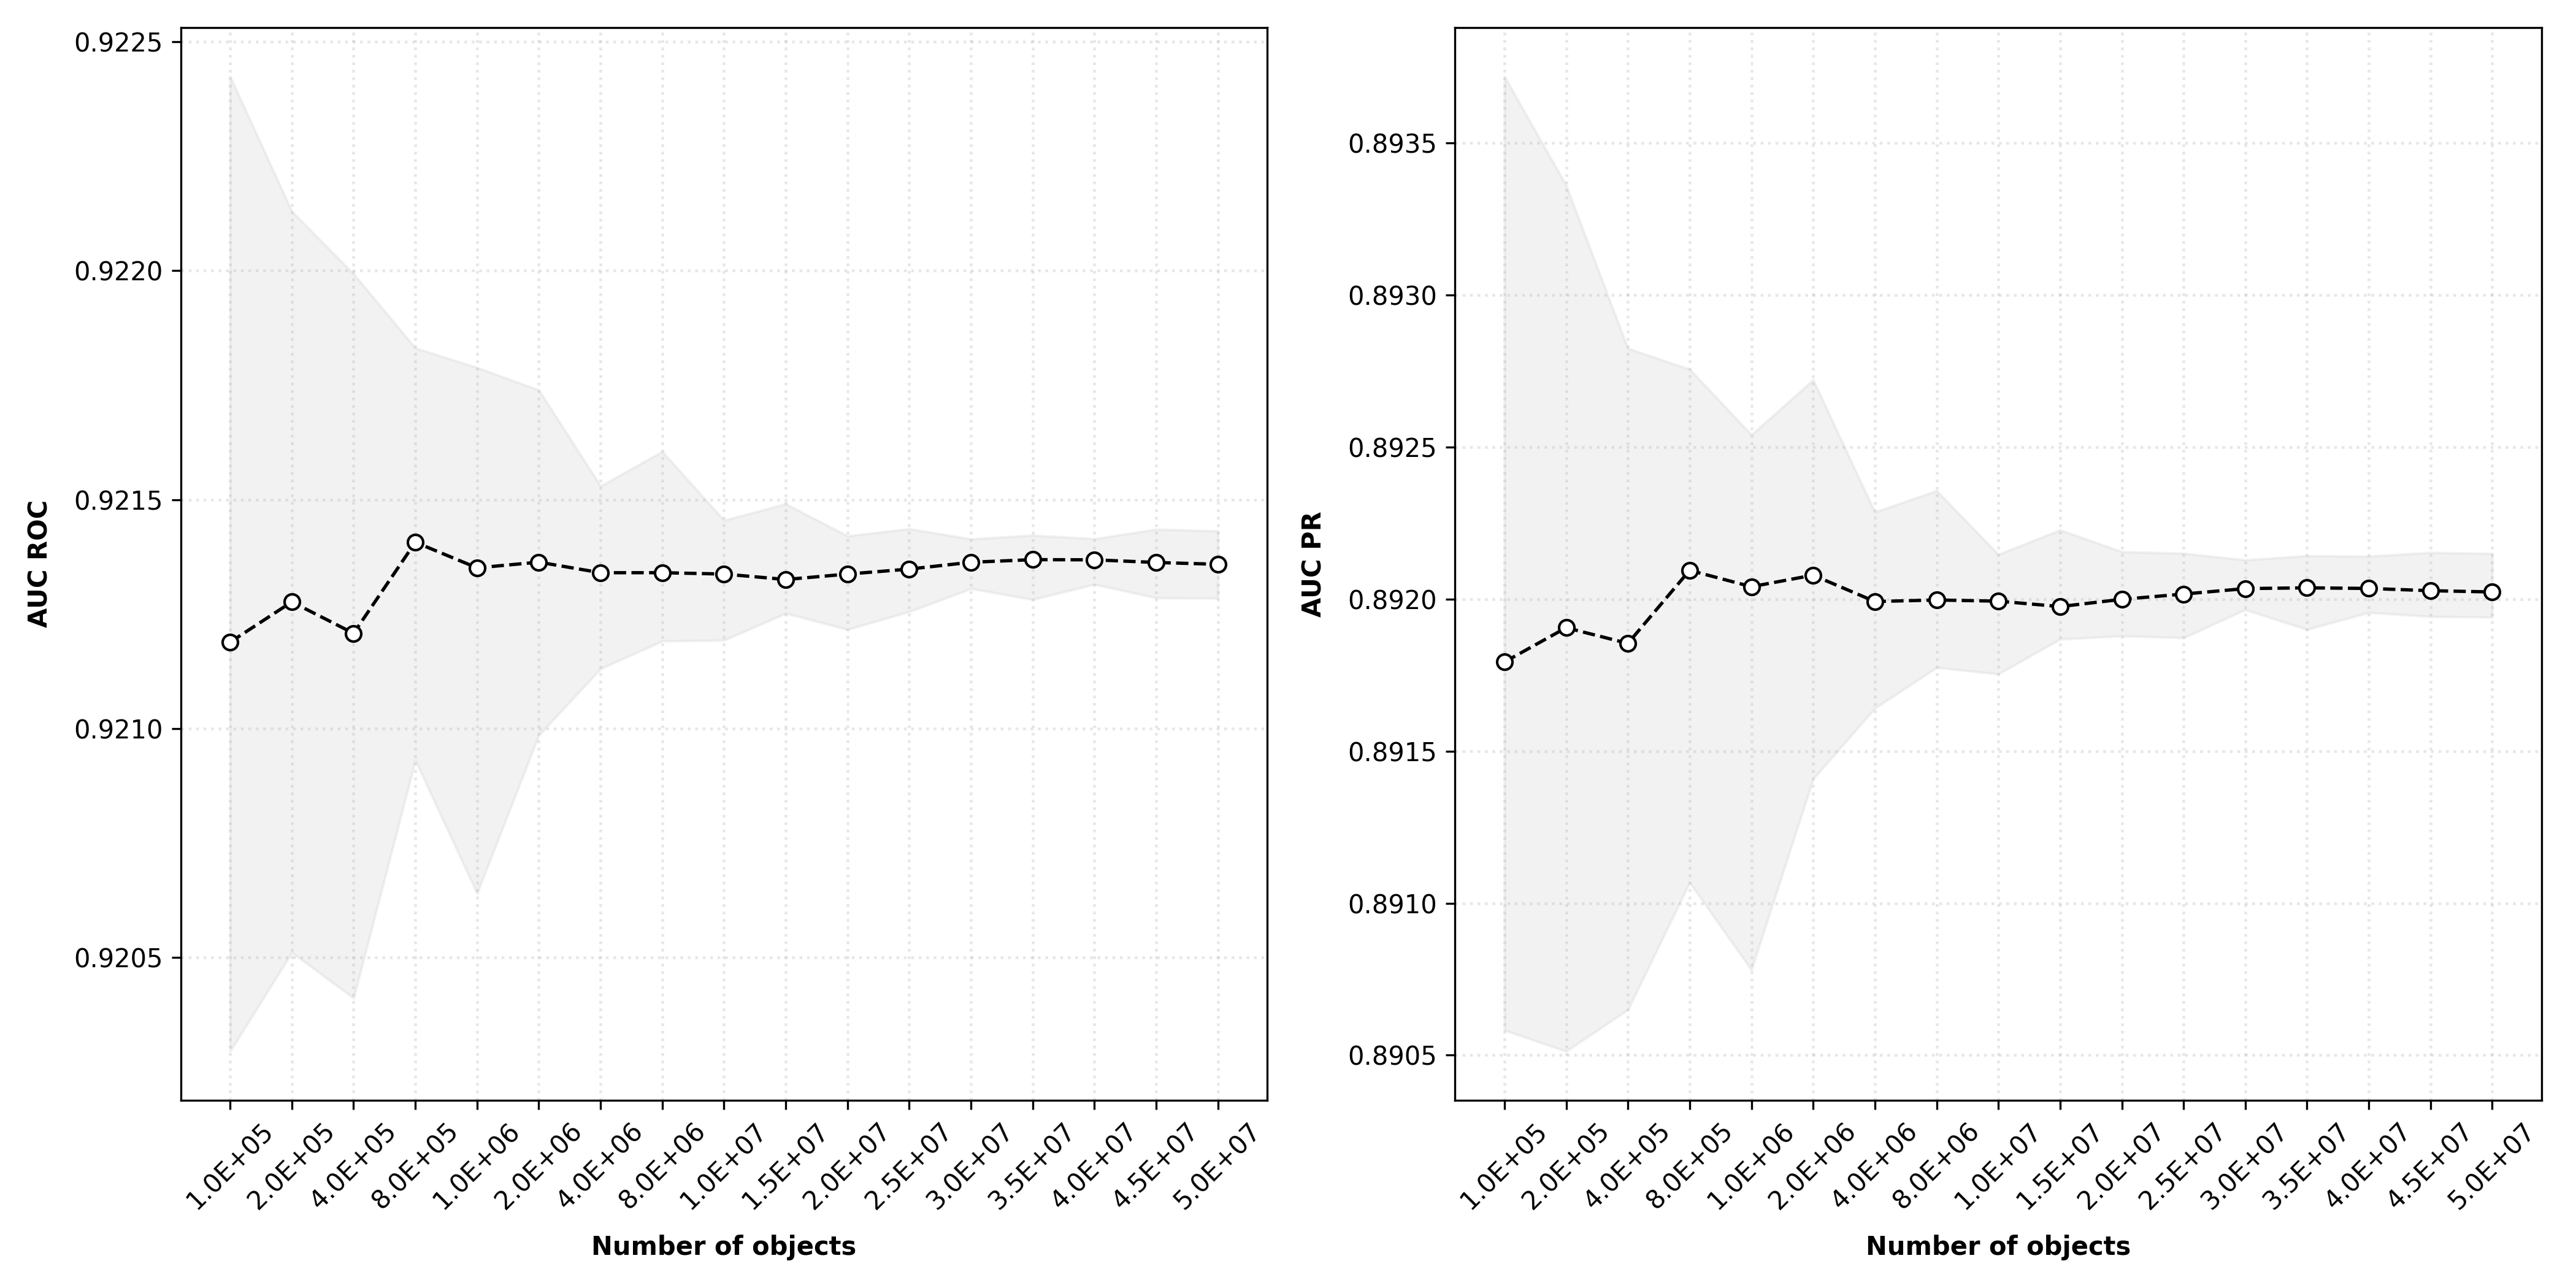 0.9225
0.9220
0.9215
0.9210
0.9205
AUC ROC
1.0E+05
2.0E+05
4.0E+05
8.0E+05
1.0E+06
2.0E+06
4.0E+06
8.0E+06
1.0E+07
1.5E+07
2.0E+07
2.5E+07
3.0E+07
3.5E+07
4.0E+07
4.5E+07
5.0E+07
Number of objects
0.8935
0.8930
0.8925
0.8920
0.8915
0.8910
0.8905
AUC PR
1.0E+05
2.0E+05
4.0E+05
8.0E+05
1.0E+06
2.0E+06
4.0E+06
8.0E+06
1.0E+07
1.5E+07
2.0E+07
2.5E+07
3.0E+07
3.5E+07
4.0E+07
4.5E+07
5.0E+07
Number of objects